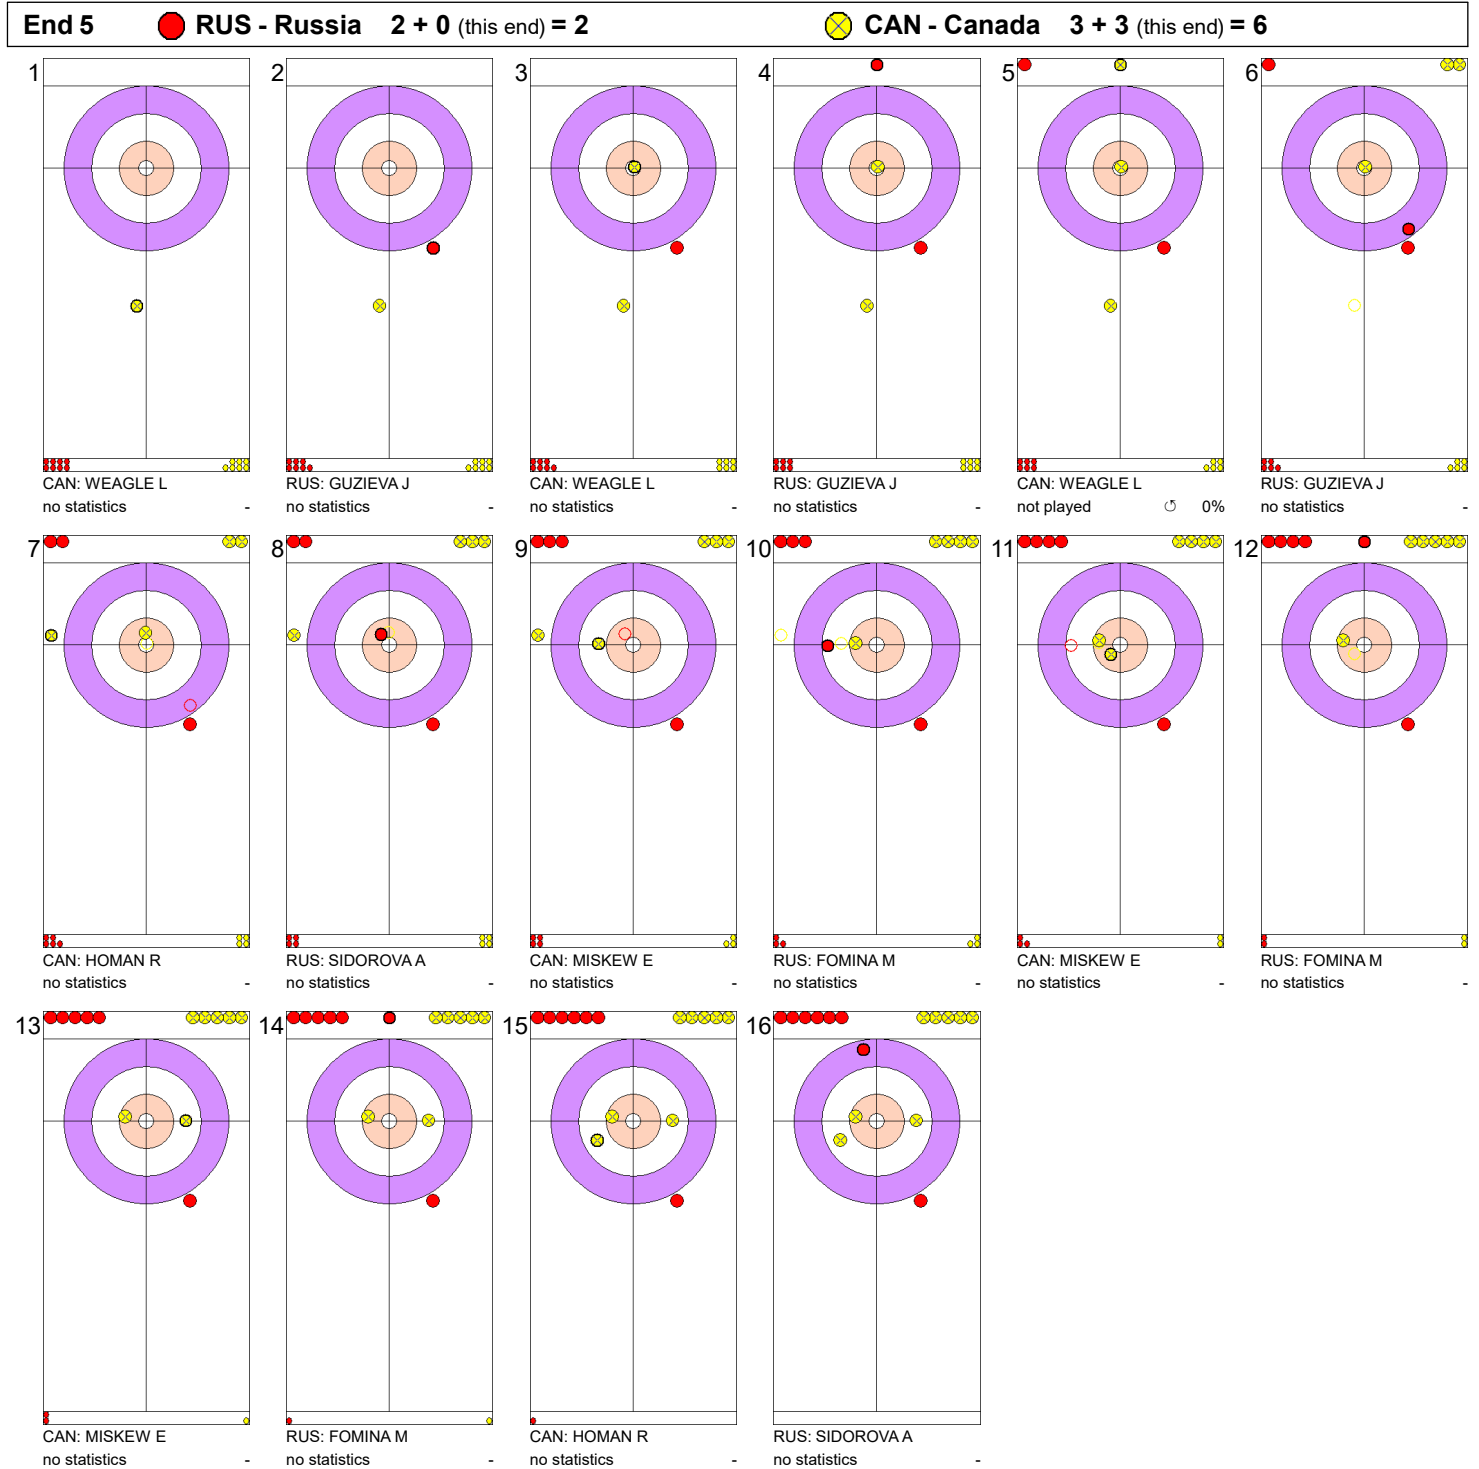 End 5 RUS - Russia 2 + 0 (this end) = 2 CAN - Canada 3 + 3 (this end) = 6
1 2 3 4 5 6
CAN: WEAGLE L RUS: GUZIEVA J CAN: WEAGLE L RUS: GUZIEVA J CAN: WEAGLE L RUS: GUZIEVA J
no statistics - no statistics - no statistics - no statistics - not played ↺ 0% no statistics -
7 8 9 10 11 12
CAN: HOMAN R RUS: SIDOROVA A CAN: MISKEW E RUS: FOMINA M CAN: MISKEW E RUS: FOMINA M
no statistics - no statistics - no statistics - no statistics - no statistics - no statistics -
13 14 15 16
CAN: MISKEW E RUS: FOMINA M CAN: HOMAN R RUS: SIDOROVA A
no statistics - no statistics - no statistics - no statistics -